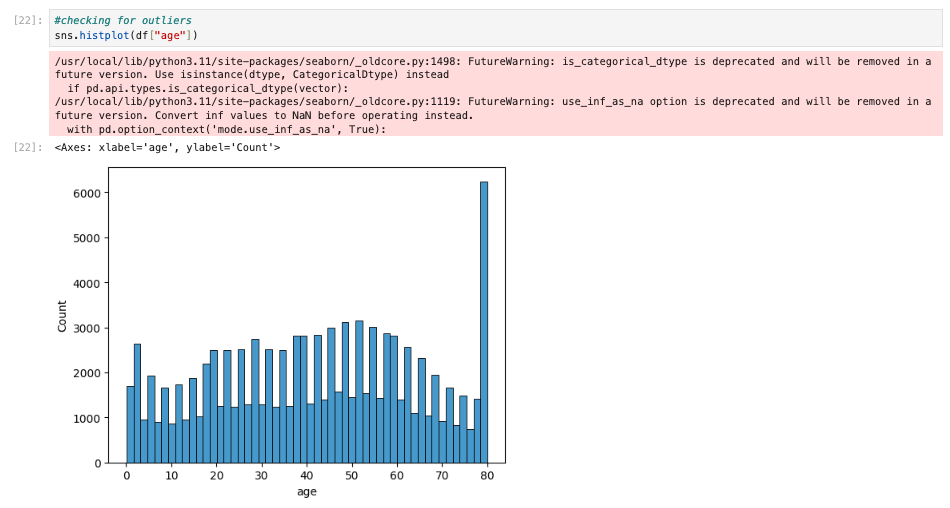 [22]: #checking for outliers
sns.histplot(df["age"])
/usr/local/lib/python3.11/site-packages/seaborn/_oldcore.py:1498: FutureWarning: is_categorical_dtype is deprecated and will be removed in a
future version. Use isinstance(dtype, CategoricalDtype) instead
  if pd.api.types.is_categorical_dtype(vector):
/usr/local/lib/python3.11/site-packages/seaborn/_oldcore.py:1119: FutureWarning: use_inf_as_na option is deprecated and will be removed in a
future version. Convert inf values to NaN before operating instead.
  with pd.option_context('mode.use_inf_as_na', True):
[22]: <Axes: xlabel='age', ylabel='Count'>
6000
5000
4000
3000
2000
1000
0
Count
0 10 20 30 40 50 60 70 80
age